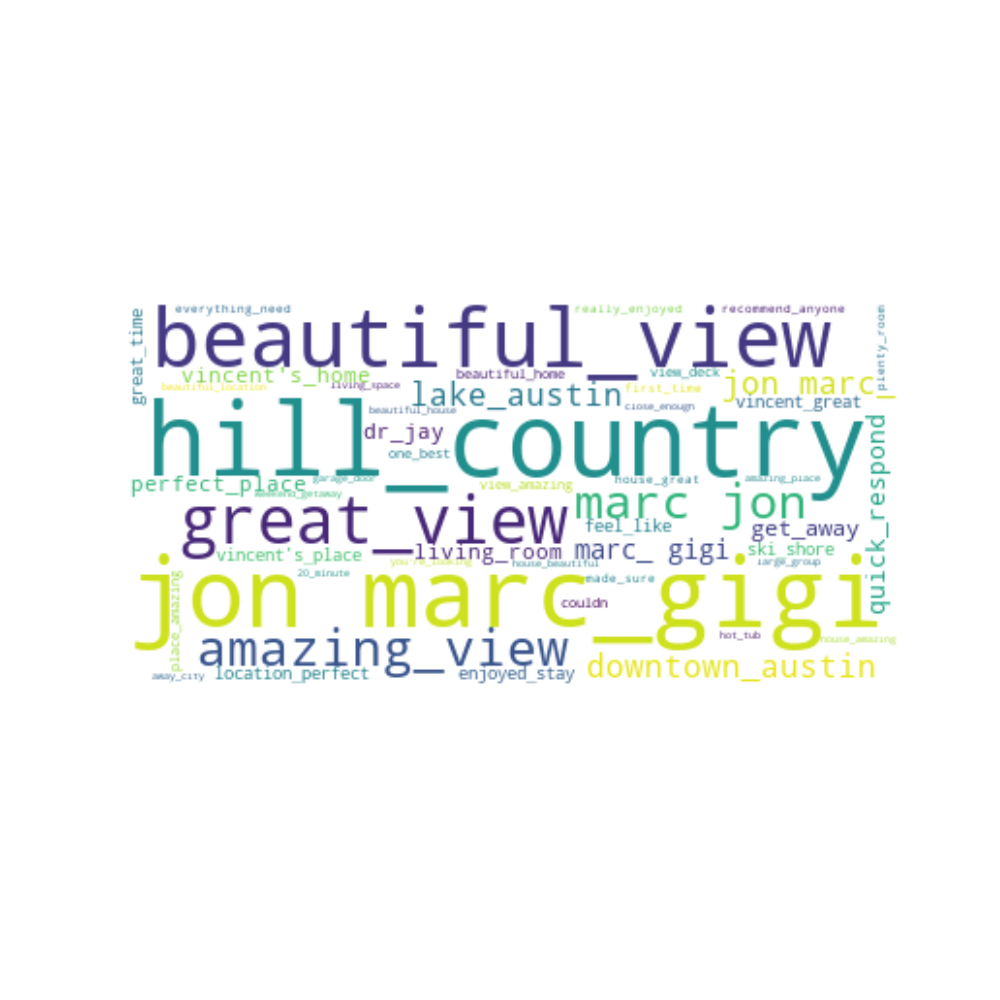 everything_need
really_enjoyed
recommend_anyone
great_time
beautiful_view
plenty_room
vincent's_home
beautiful_home
view_deck
beautiful_location
living_space
lake_austin
first_time
jon marc_
vincent_great
beautiful_house
close_enough
hill_country
dr_jay
one_best
quick_respond
perfect_place
garage_door
weekend_getaway
view_amazing
house_great
amazing_place
great_view
marc jon
feel_like
get_away
vincent's_place
living_room
marc_ gigi
ski shore
you're_looking
house_beautiful
large_group
20_minute
made_sure
jon marc_gigi
place_amazing
couldn
hot_tub
house_amazing
amazing_view
downtown_austin
away_city
location_perfect
enjoyed_stay